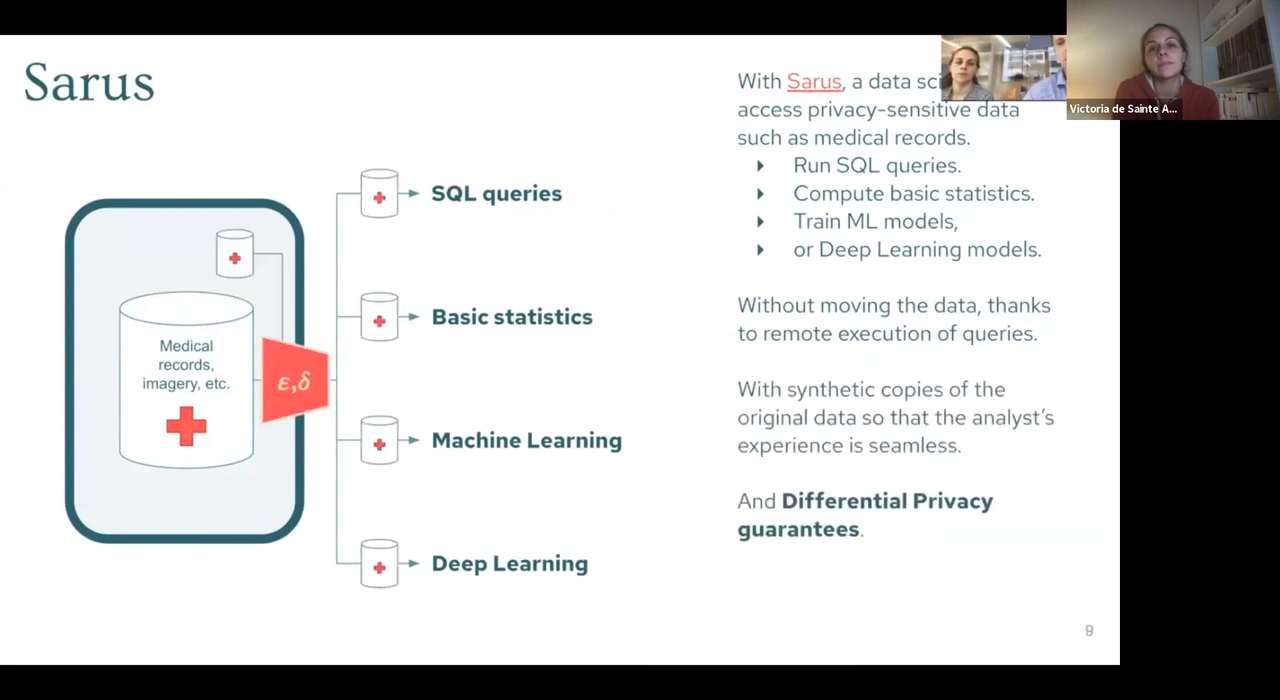 Sarus
With Sarus, a data
access privacy-sensitive data
such as medical records.
Run SQL queries.
Compute basic statistics.
Train ML models,
or Deep Learning models.
Without moving the data, thanks
to remote execution of queries.
With synthetic copies of the
original data so that the analyst’s
experience is seamless.
And Differential Privacy
guarantees.
Medical
records,
imagery, etc.
ε,δ
SQL queries
Basic statistics
Machine Learning
Deep Learning
9
Victoria de Sainte A...